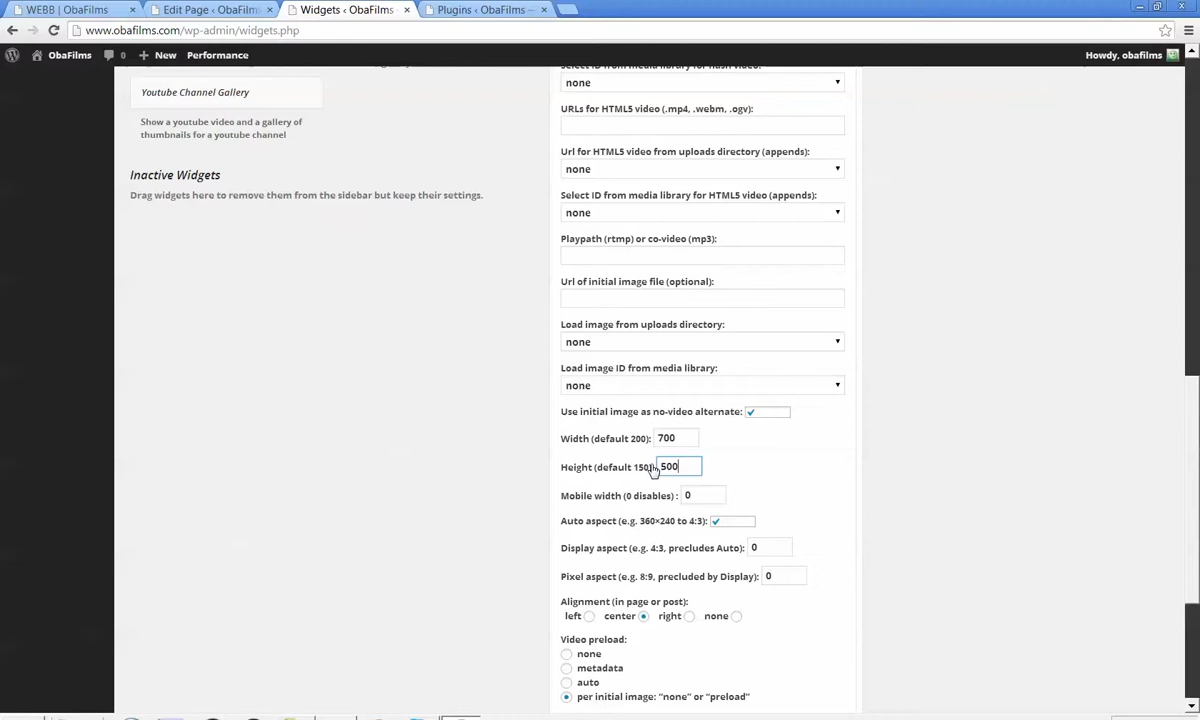 WEBB | ObaFilms
Edit Page ‹ ObaFilm
Widgets ‹ ObaFilms —
Plugins ‹ ObaFilms —
www.obafilms.com/wp-admin/widgets.php
ObaFilms 0 + New Performance Howdy, obafilms
Youtube Channel Gallery
Show a youtube video and a gallery of
thumbnails for a youtube channel
Inactive Widgets
Drag widgets here to remove them from the sidebar but keep their settings.
none
URLs for HTML5 video (.mp4, .webm, .ogv):
Url for HTML5 video from uploads directory (appends):
none
Select ID from media library for HTML5 video (appends):
none
Playpath (rtmp) or co-video (mp3):
Url of initial image file (optional):
Load image from uploads directory:
none
Load image ID from media library:
none
Use initial image as no-video alternate:
Width (default 200): 700
Height (default 150): 500
Mobile width (0 disables) : 0
Auto aspect (e.g. 360×240 to 4:3):
Display aspect (e.g. 4:3, precludes Auto): 0
Pixel aspect (e.g. 8:9, precluded by Display): 0
Alignment (in page or post):
left center right none
Video preload:
none
metadata
auto
per initial image: “none” or “preload”